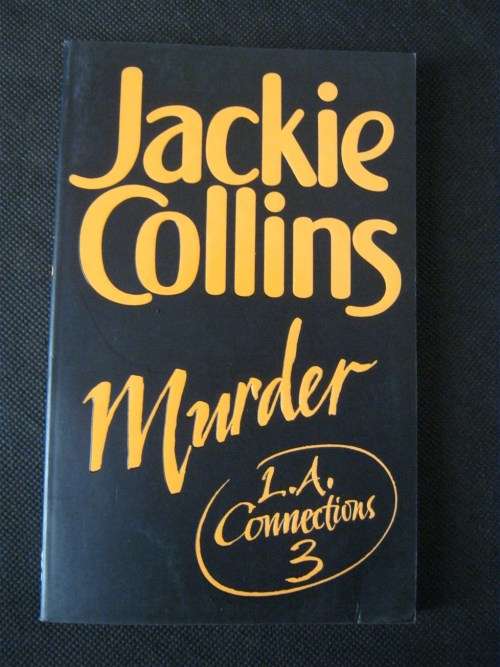 Jackie
Collins
Murder
L.A.
Connections
3